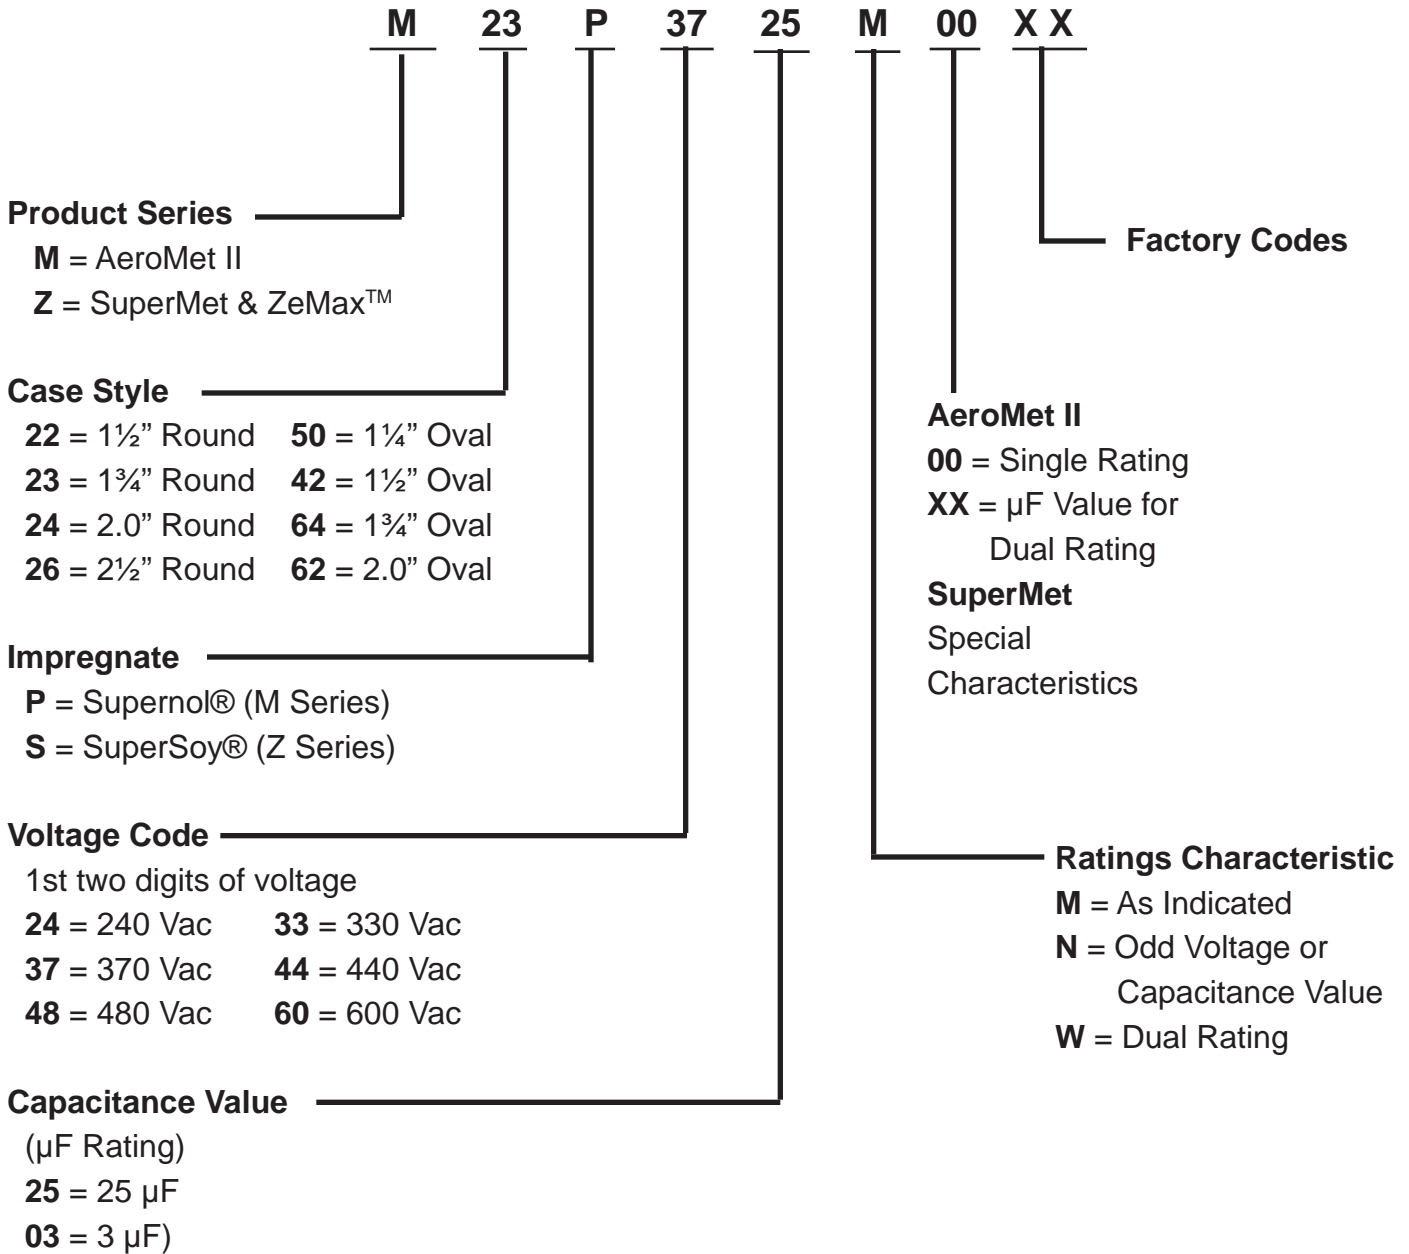 M 23 P 37 25 M 00 X X
Product Series
M = AeroMet II
Z = SuperMet & ZeMax™
Case Style
22 = 1½” Round 50 = 1¼” Oval
23 = 1¾” Round 42 = 1½” Oval
24 = 2.0” Round 64 = 1¾” Oval
26 = 2½” Round 62 = 2.0” Oval
Impregnate
P = Supernol® (M Series)
S = SuperSoy® (Z Series)
Voltage Code
1st two digits of voltage
24 = 240 Vac 33 = 330 Vac
37 = 370 Vac 44 = 440 Vac
48 = 480 Vac 60 = 600 Vac
Capacitance Value
(µF Rating)
25 = 25 µF
03 = 3 µF)
Factory Codes
AeroMet II
00 = Single Rating
XX = µF Value for
Dual Rating
SuperMet
Special
Characteristics
Ratings Characteristic
M = As Indicated
N = Odd Voltage or
Capacitance Value
W = Dual Rating